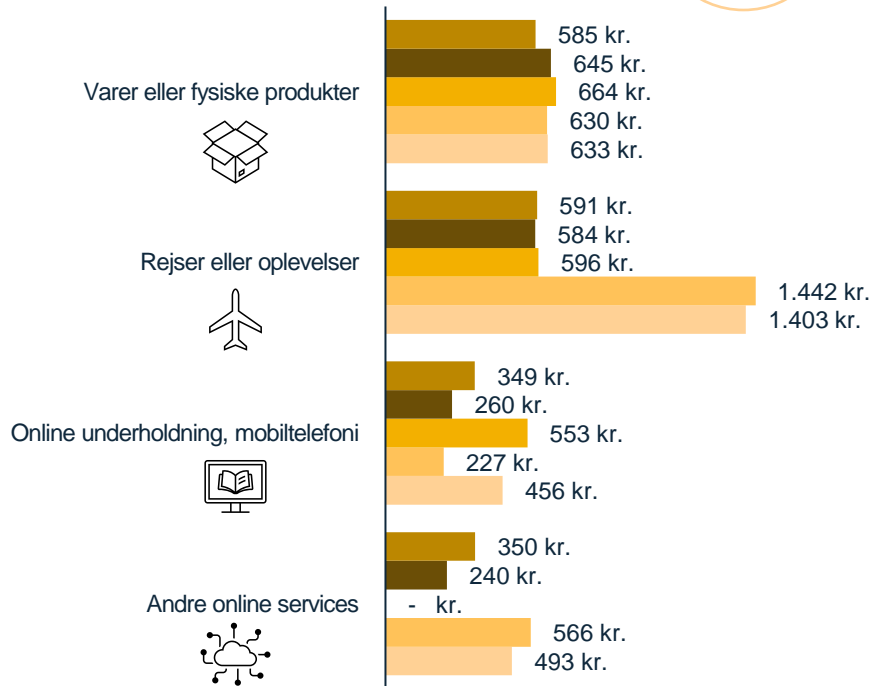 585 kr.
645 kr.
Varer eller fysiske produkter
664 kr.
630 kr.
633 kr.
591 kr.
584 kr.
Rejser eller oplevelser
596 kr.
1.442 kr.
1.403 kr.
349 kr.
260 kr.
Online underholdning, mobiltelefoni
553 kr.
227 kr.
456 kr.
350 kr.
240 kr.
Andre online services
- kr.
566 kr.
493 kr.